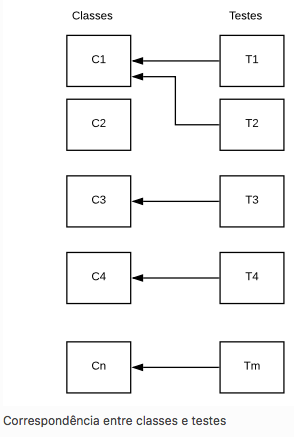 Classes Testes
C1 T1
C2 T2
C3 T3
C4 T4
Cn Tm
Correspondência entre classes e testes